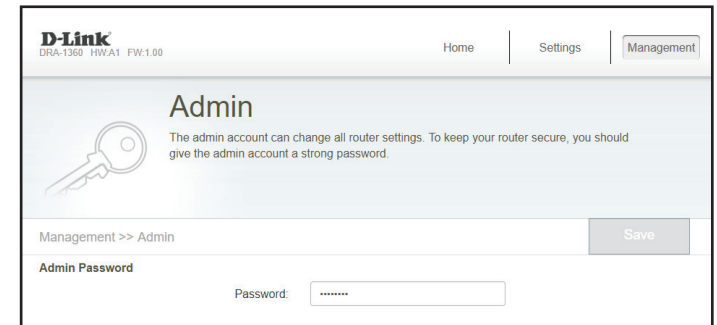 D-Link
DRA-1360 HW:A1 FW:1.00
Home Settings Management
Admin
The admin account can change all router settings. To keep your router secure, you should
give the admin account a strong password.
Management >> Admin Save
Admin Password
Password: ••••••••